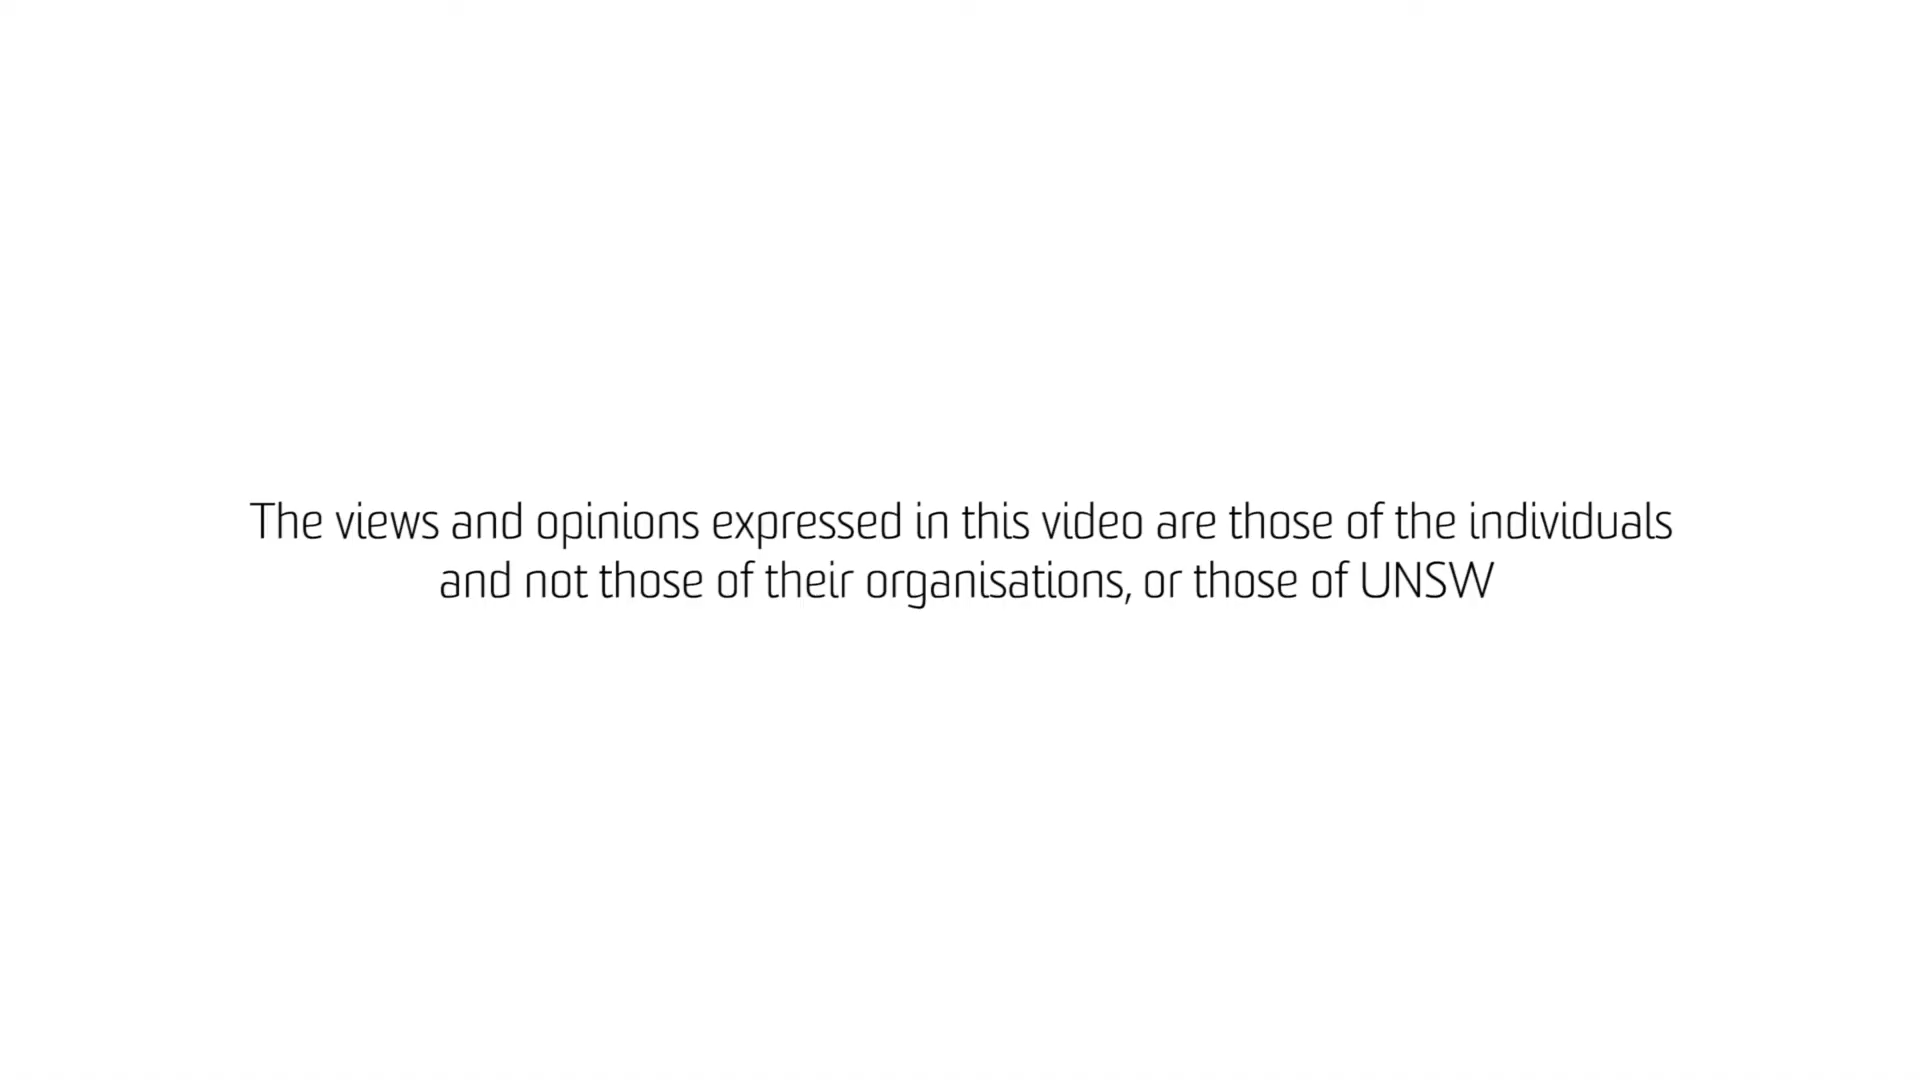 The views and opinions expressed in this video are those of the individuals
and not those of their organisations, or those of UNSW